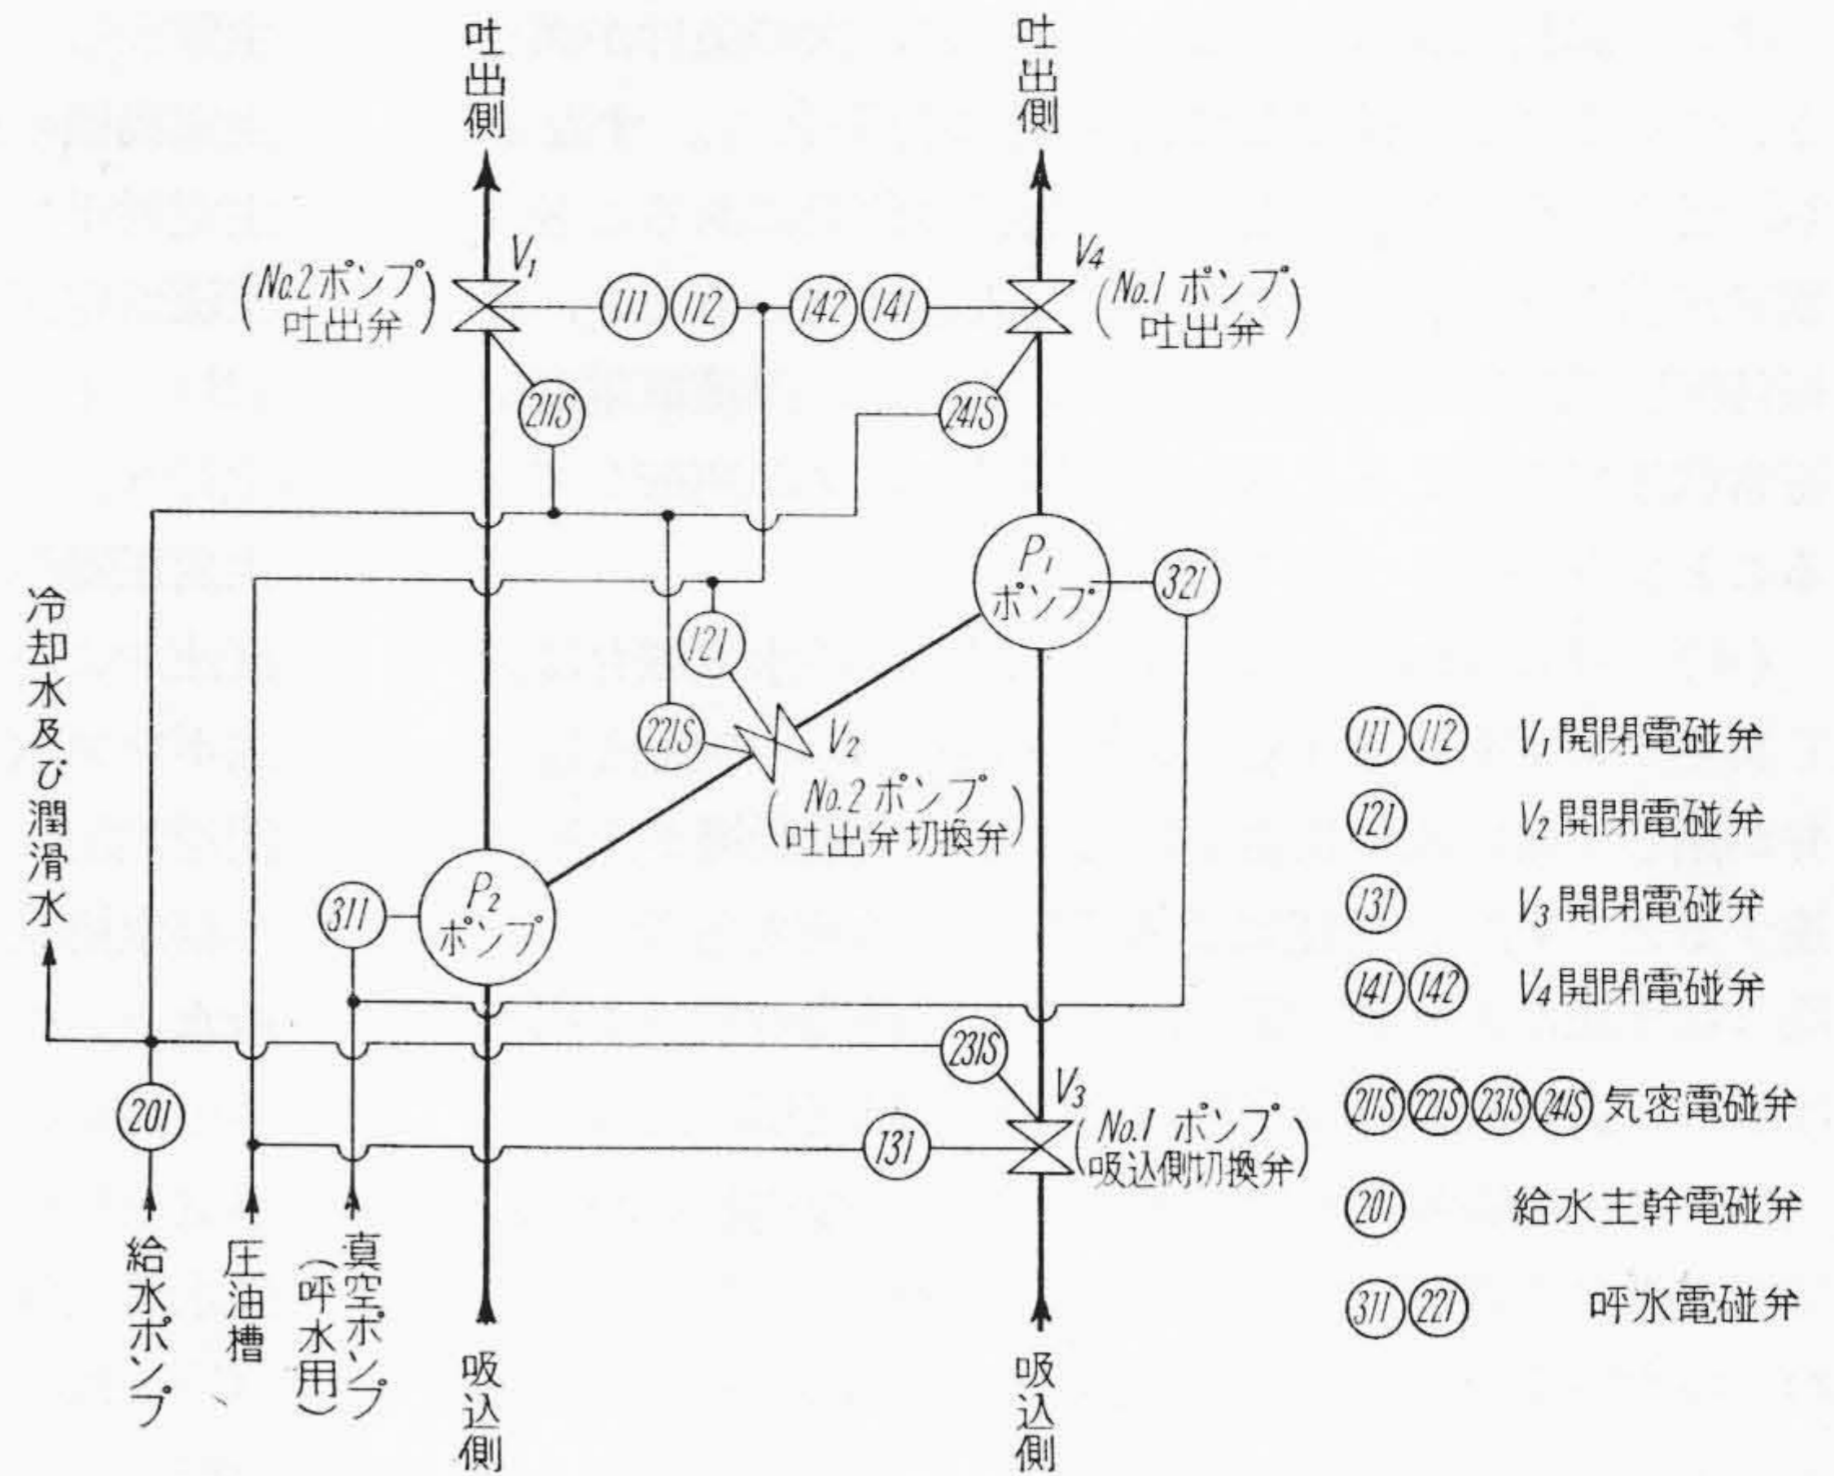 吐出側
吐出側
V₁
(No.2 ポンプ
吐出弁)
111
112
142
141
V₄
(No.1 ポンプ
吐出弁)
211S
241S
P₁
ポンプ
321
121
221S
V₂
(No.2 ポンプ
吐出弁切換弁)
冷却水及び潤滑水
P₂
ポンプ
311
201
231S
V₃
(No.1 ポンプ
吸込側切換弁)
131
給水ポンプ
圧油槽
真空ポンプ
(呼水用)
吸込側
吸込側
111 112 V₁開閉電磁弁
121 V₂開閉電磁弁
131 V₃開閉電磁弁
141 142 V₄開閉電磁弁
211S 221S 231S 241S 気密電磁弁
201 給水主幹電磁弁
311 221 呼水電磁弁